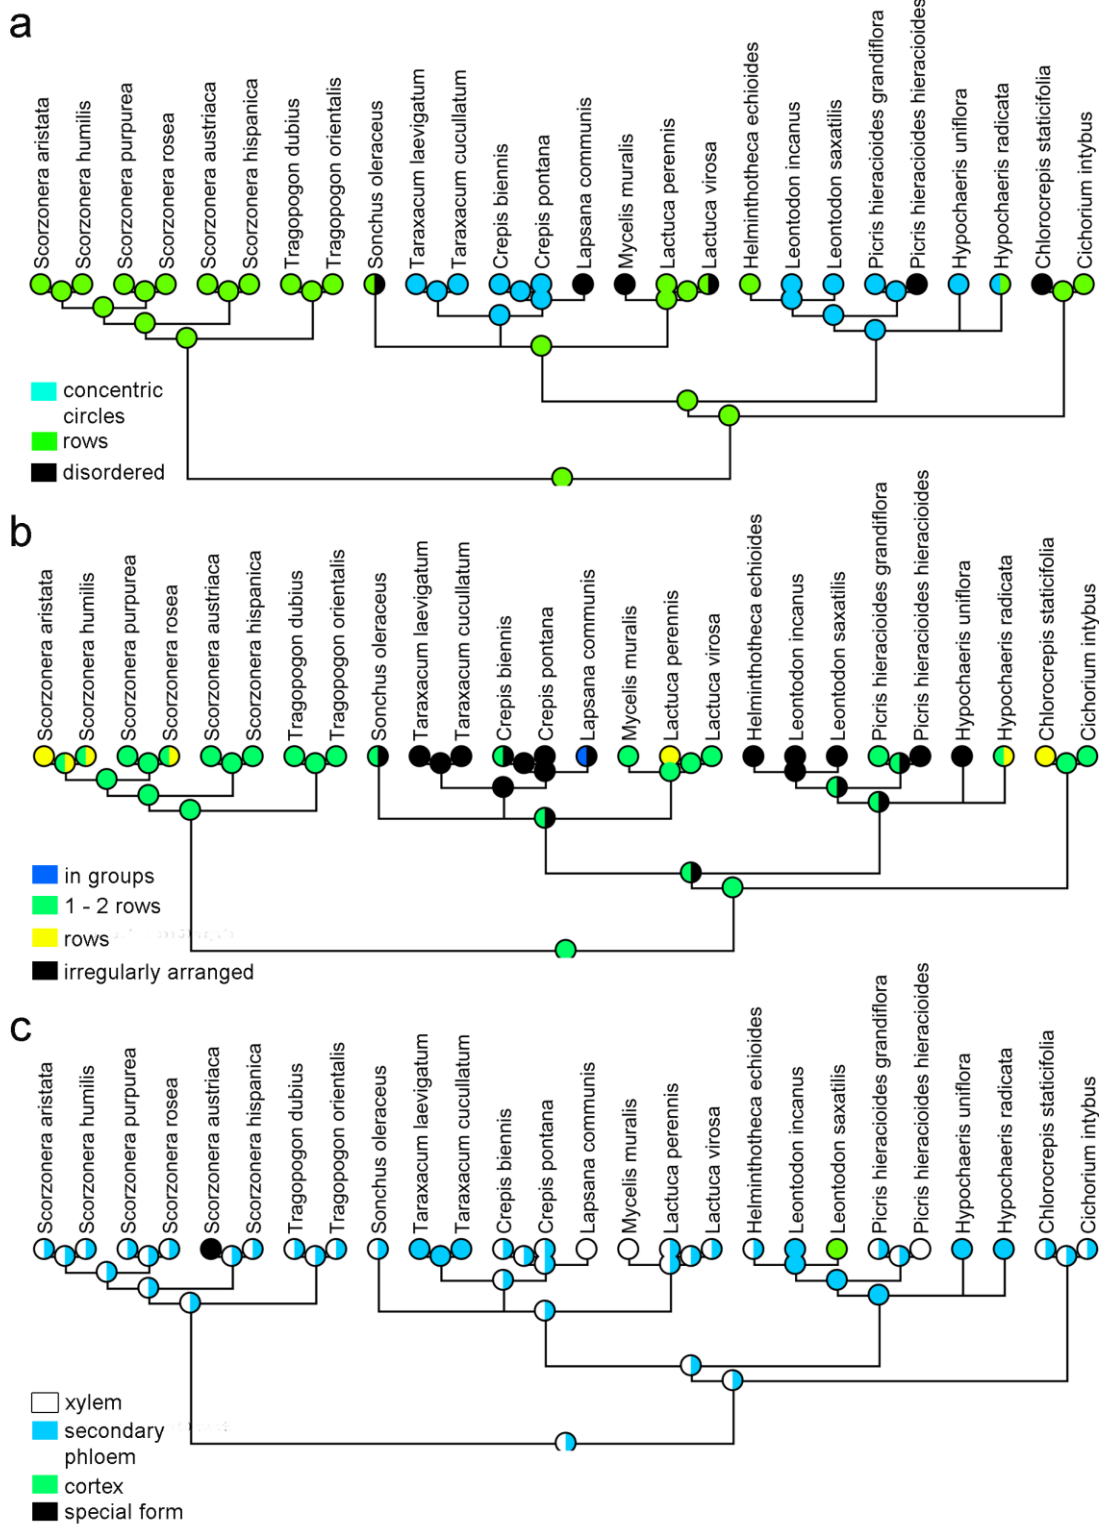 a
Scorzonera aristata
Scorzonera humilis
Scorzonera purpurea
Scorzonera rosea
Scorzonera austriaca
Scorzonera hispanica
Tragopogon dubius
Tragopogon orientalis
Sonchus oleraceus
Taraxacum laevigatum
Taraxacum cucullatum
Crepis biennis
Crepis pontana
Lapsana communis
Mycelis muralis
Lactuca perennis
Lactuca virosa
Helminthotheca echioides
Leontodon incanus
Leontodon saxatilis
Picris hieracioides grandiflora
Picris hieracioides hieracioides
Hypochaeris uniflora
Hypochaeris radicata
Chlorocrepis staticifolia
Cichorium intybus
concentric
circles
rows
disordered
b
Scorzonera aristata
Scorzonera humilis
Scorzonera purpurea
Scorzonera rosea
Scorzonera austriaca
Scorzonera hispanica
Tragopogon dubius
Tragopogon orientalis
Sonchus oleraceus
Taraxacum laevigatum
Taraxacum cucullatum
Crepis biennis
Crepis pontana
Lapsana communis
Mycelis muralis
Lactuca perennis
Lactuca virosa
Helminthotheca echioides
Leontodon incanus
Leontodon saxatilis
Picris hieracioides grandiflora
Picris hieracioides hieracioides
Hypochaeris uniflora
Hypochaeris radicata
Chlorocrepis staticifolia
Cichorium intybus
in groups
1 - 2 rows
rows
irregularly arranged
c
Scorzonera aristata
Scorzonera humilis
Scorzonera purpurea
Scorzonera rosea
Scorzonera austriaca
Scorzonera hispanica
Tragopogon dubius
Tragopogon orientalis
Sonchus oleraceus
Taraxacum laevigatum
Taraxacum cucullatum
Crepis biennis
Crepis pontana
Lapsana communis
Mycelis muralis
Lactuca perennis
Lactuca virosa
Helminthotheca echioides
Leontodon incanus
Leontodon saxatilis
Picris hieracioides grandiflora
Picris hieracioides hieracioides
Hypochaeris uniflora
Hypochaeris radicata
Chlorocrepis staticifolia
Cichorium intybus
xylem
secondary
phloem
cortex
special form